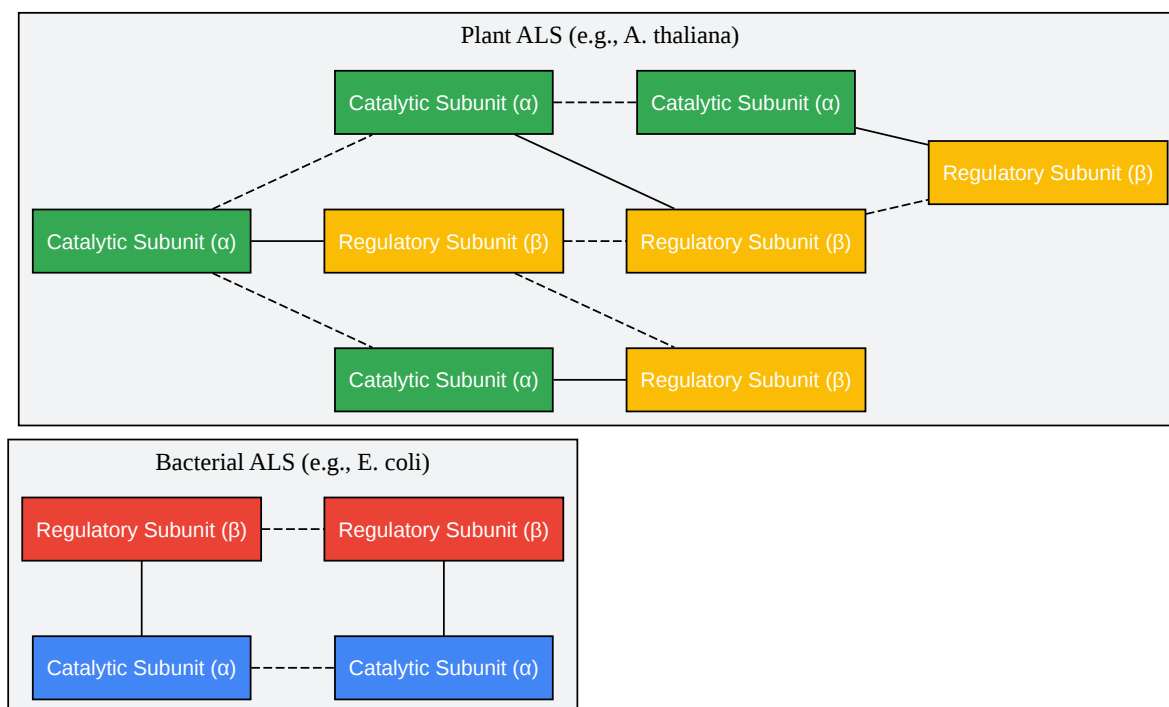 Plant ALS (e.g., A. thaliana)
Catalytic Subunit (α)
Catalytic Subunit (α)
Regulatory Subunit (β)
Catalytic Subunit (α)
Regulatory Subunit (β)
Regulatory Subunit (β)
Catalytic Subunit (α)
Regulatory Subunit (β)
Bacterial ALS (e.g., E. coli)
Regulatory Subunit (β)
Regulatory Subunit (β)
Catalytic Subunit (α)
Catalytic Subunit (α)